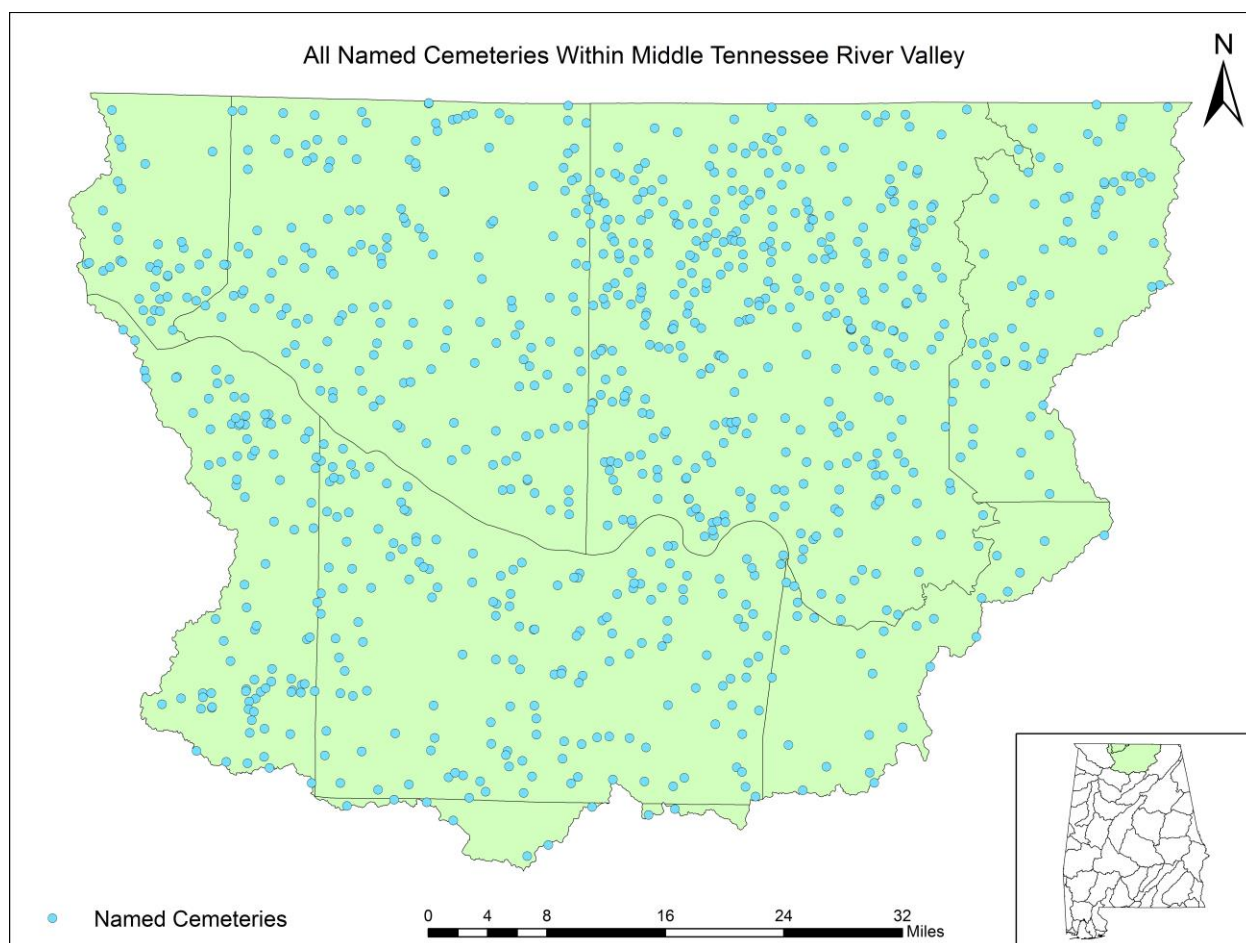 All Named Cemeteries Within Middle Tennessee River Valley
N
Named Cemeteries
0 4 8 16 24 32
Miles